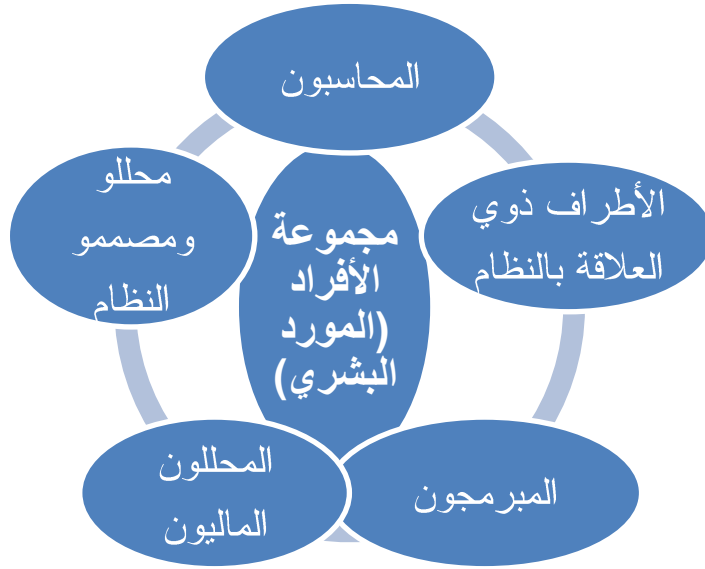 المحاسبون
الأطراف ذوي
العلاقة بالنظام
المبرمجون
المحللون
الماليون
محللو
ومصممو
النظام
مجموعة
الأفراد
(المورد
البشري)